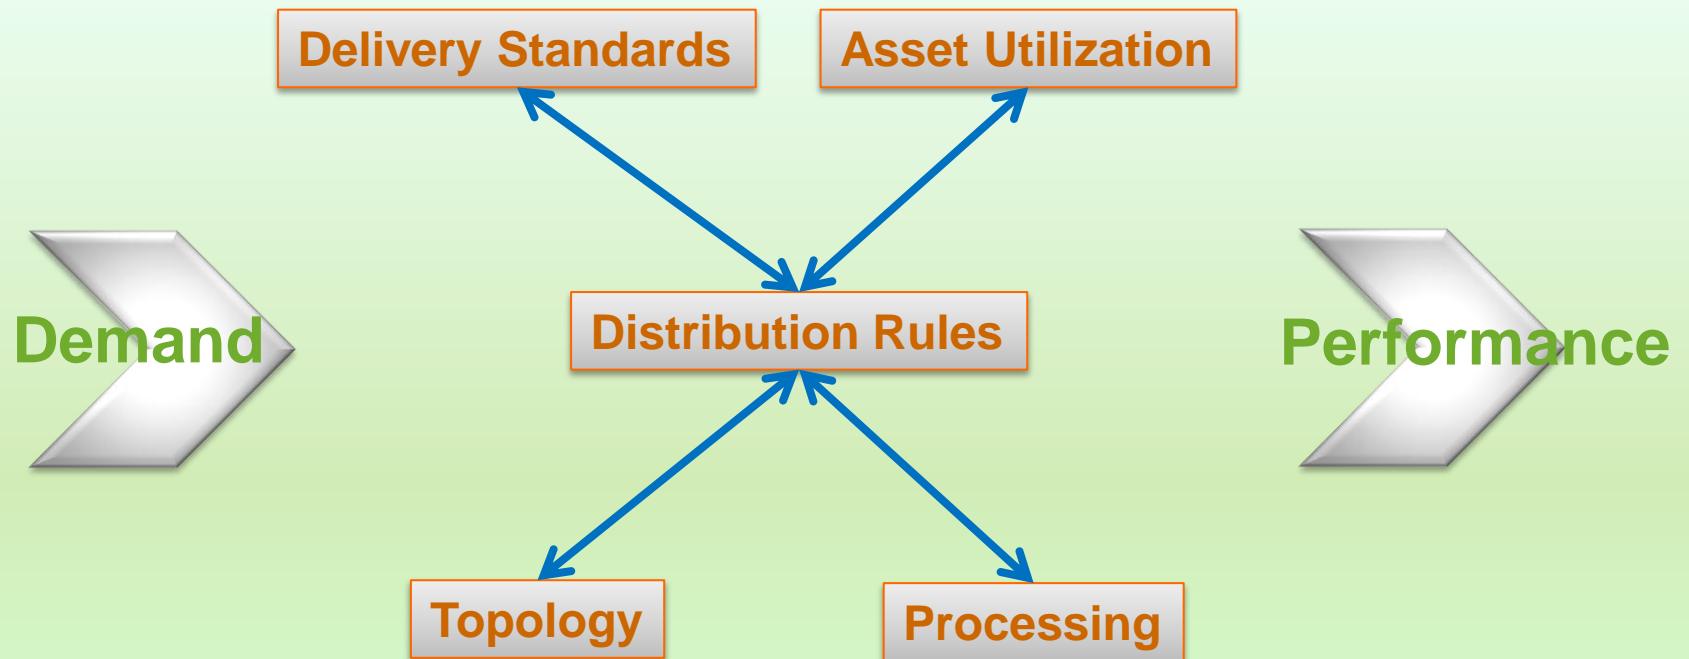 Delivery Standards
Asset Utilization
Demand
Distribution Rules
Performance
Topology
Processing